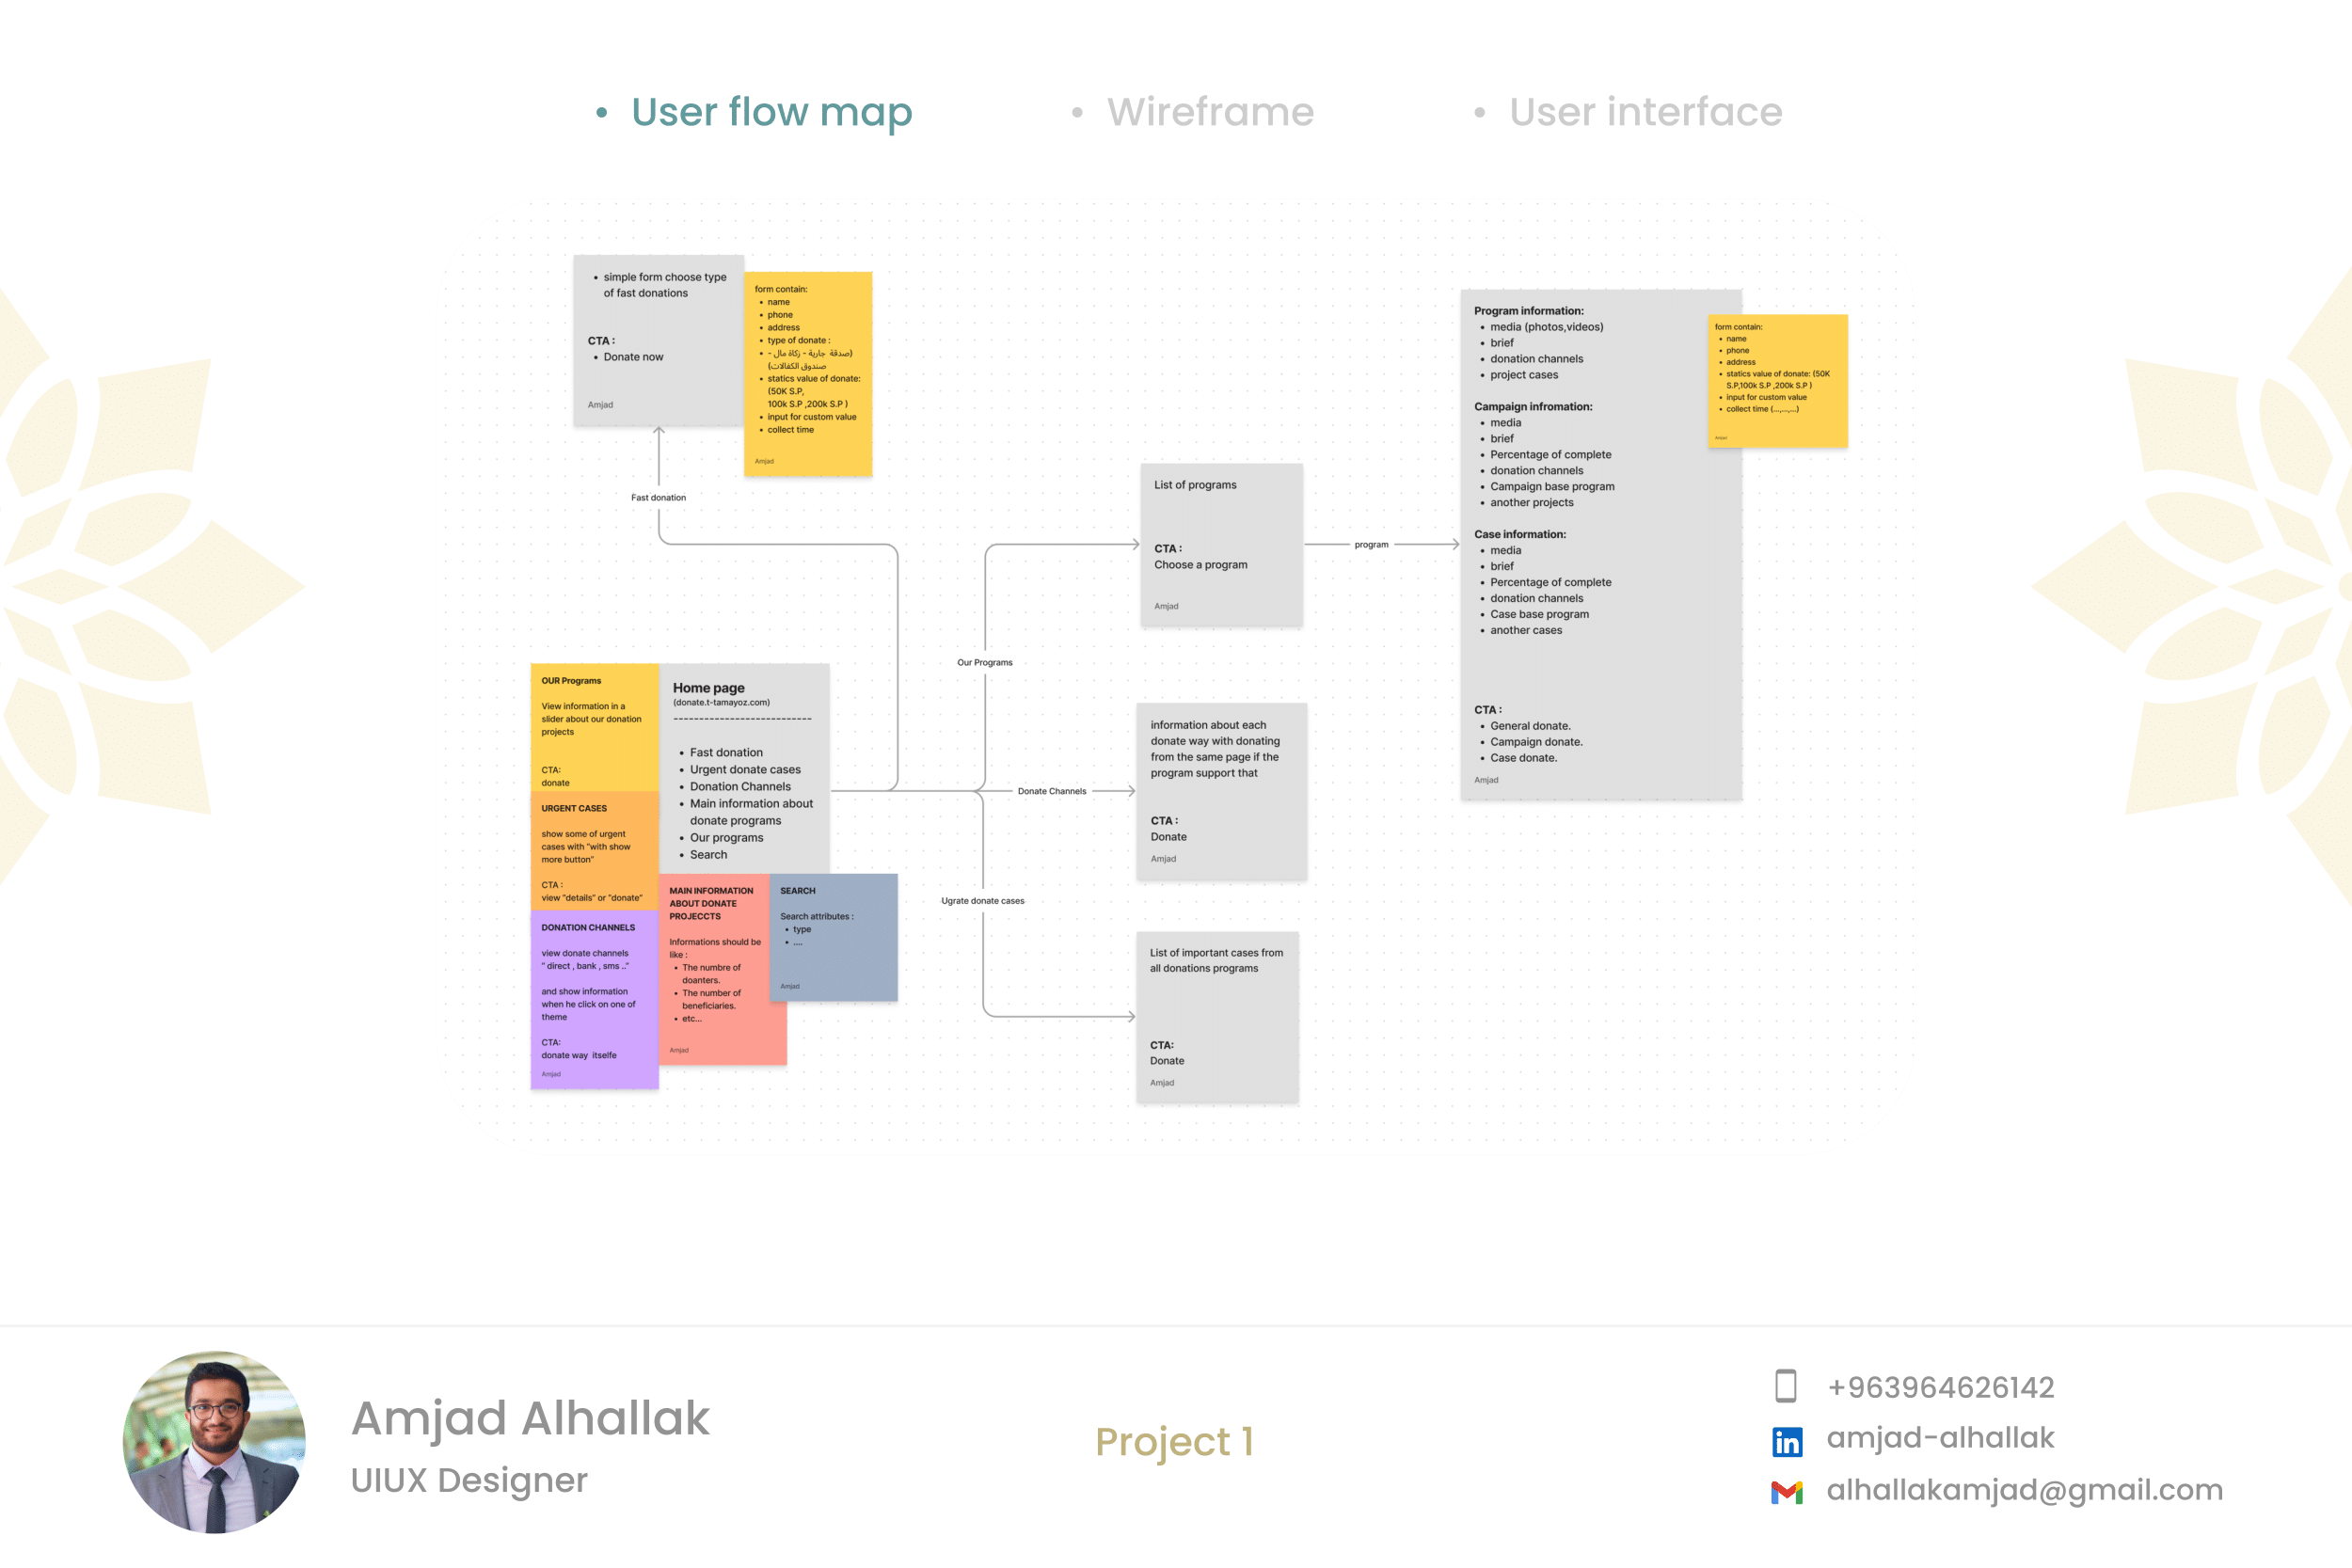 • User flow map
• Wireframe
• User interface
• simple form choose type
of fast donations
CTA :
• Donate now
Amjad
form contain:
• name
• phone
• address
• type of donate :
• (صدقة جارية - زكاة مال -
صندوق الكفالات)
• statics value of donate:
(50K S.P,
100k S.P ,200k S.P )
• input for custom value
• collect time
Amjad
Fast donation
OUR Programs
View information in a
slider about our donation
projects
CTA:
donate
URGENT CASES
show some of urgent
cases with "with show
more button"
CTA :
view "details" or "donate"
DONATION CHANNELS
view donate channels
" direct , bank , sms .."
and show information
when he click on one of
theme
CTA:
donate way itselfe
Amjad
Home page
(donate.t-tamayoz.com)
---------------------------
• Fast donation
• Urgent donate cases
• Donation Channels
• Main information about
donate programs
• Our programs
• Search
MAIN INFORMATION
ABOUT DONATE
PROJECCTS
Informations should be
like :
• The numbre of
doanters.
• The number of
beneficiaries.
• etc...
Amjad
SEARCH
Search attributes :
• type
• ....
Amjad
Our Programs
Donate Channels
Ugrate donate cases
List of programs
CTA :
Choose a program
Amjad
program
information about each
donate way with donating
from the same page if the
program support that
CTA :
Donate
Amjad
List of important cases from
all donations programs
CTA:
Donate
Amjad
Program information:
• media (photos,videos)
• brief
• donation channels
• project cases
Campaign infromation:
• media
• brief
• Percentage of complete
• donation channels
• Campaign base program
• another projects
Case information:
• media
• brief
• Percentage of complete
• donation channels
• Case base program
• another cases
CTA :
• General donate.
• Campaign donate.
• Case donate.
Amjad
form contain:
• name
• phone
• address
• statics value of donate: (50K
S.P,100k S.P ,200k S.P )
• input for custom value
• collect time (...,...,...)
Amjad
Amjad Alhallak
UIUX Designer
Project 1
+963964626142
in amjad-alhallak
alhallakamjad@gmail.com